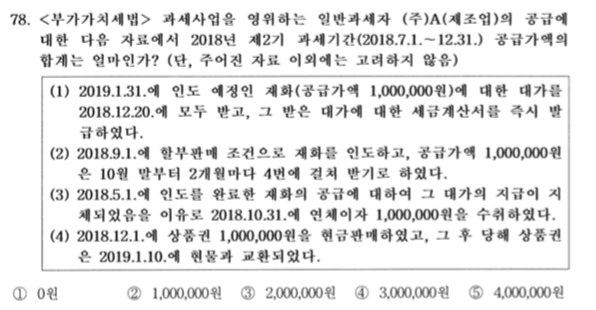 78. <부가가치세법> 과세사업을 영위하는 일반과세자 (주)A(제조업)의 공급에
대한 다음 자료에서 2018년 제2기 과세기간(2018.7.1.~12.31.) 공급가액의
합계는 얼마인가? (단, 주어진 자료 이외에는 고려하지 않음)
(1) 2019.1.31.에 인도 예정인 재화(공급가액 1,000,000원)에 대한 대가를
2018.12.20.에 모두 받고, 그 받은 대가에 대한 세금계산서를 즉시 발
급하였다.
(2) 2018.9.1.에 할부판매 조건으로 재화를 인도하고, 공급가액 1,000,000원
은 10월 말부터 2개월마다 4번에 걸쳐 받기로 하였다.
(3) 2018.5.1.에 인도를 완료한 재화의 공급에 대하여 그 대가의 지급이 지
체되었음을 이유로 2018.10.31.에 연체이자 1,000,000원을 수취하였다.
(4) 2018.12.1.에 상품권 1,000,000원을 현금판매하였고, 그 후 당해 상품권
은 2019.1.10.에 현물과 교환되었다.
① 0원 ② 1,000,000원 ③ 2,000,000원 ④ 3,000,000원 ⑤ 4,000,000원